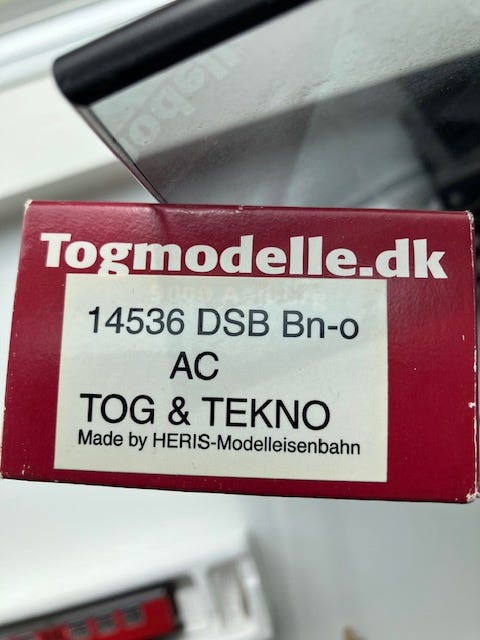 Togmodelle.dk
14536 DSB Bn-o
AC
TOG & TEKNO
Made by HERIS-Modelleisenbahn